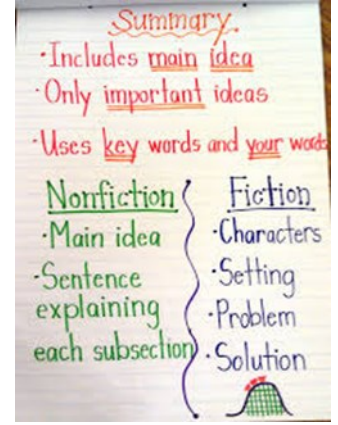 Summary
·Includes main idea
·Only important ideas
·Uses key words and your words
Nonfiction
·Main idea
·Sentence
explaining
each subsection
Fiction
·Characters
·Setting
·Problem
·Solution